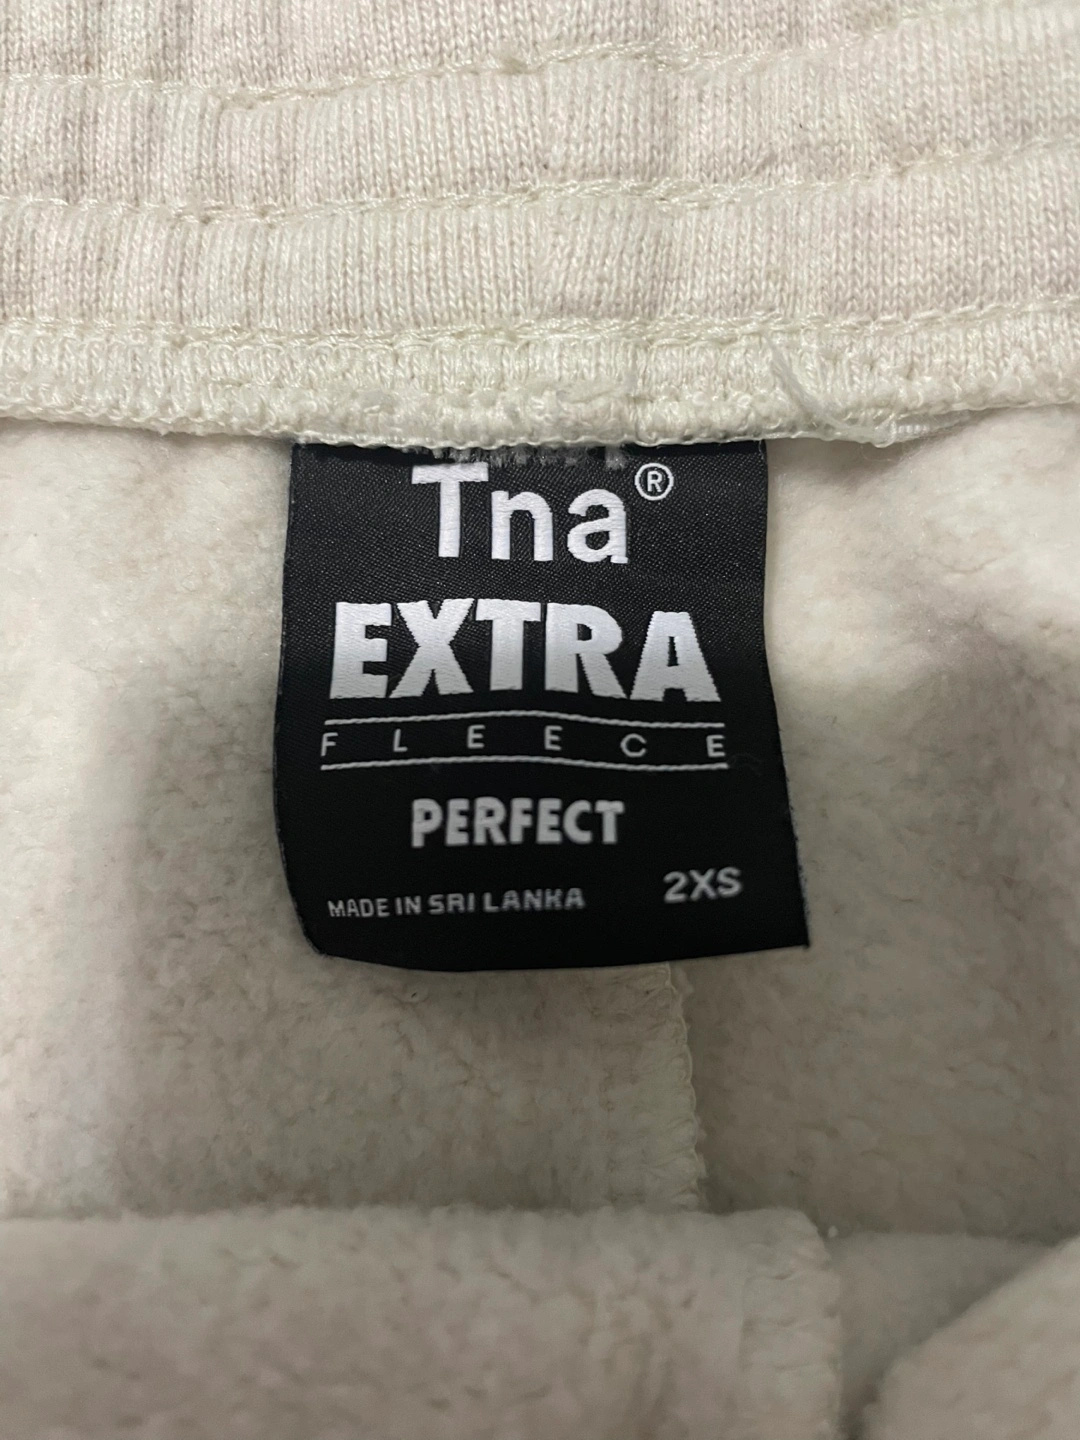 Tna®
EXTRA
FLEECE
PERFECT
MADE IN SRI LANKA 2XS